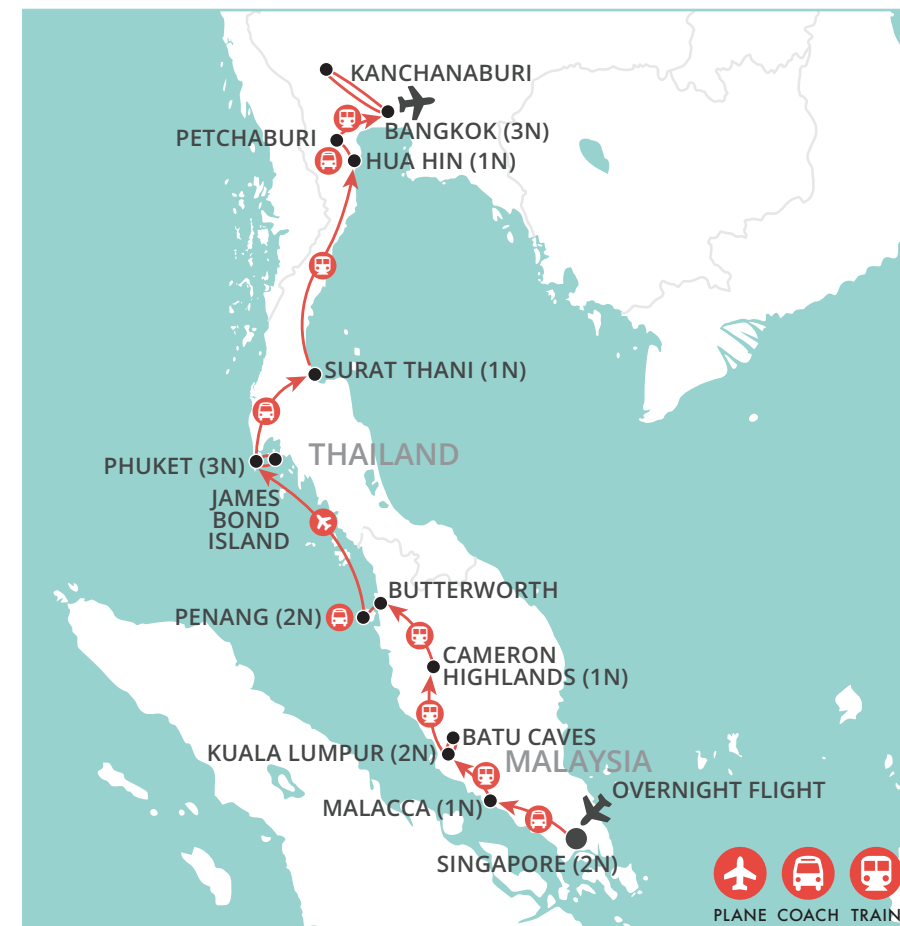 KANCHANABURI
BANGKOK (3N)
PETCHABURI
HUA HIN (1N)
SURAT THANI (1N)
THAILAND
PHUKET (3N)
JAMES
BOND
ISLAND
BUTTERWORTH
PENANG (2N)
CAMERON
HIGHLANDS (1N)
BATU CAVES
KUALA LUMPUR (2N)
MALAYSIA
OVERNIGHT FLIGHT
MALACCA (1N)
SINGAPORE (2N)
PLANE COACH TRAIN